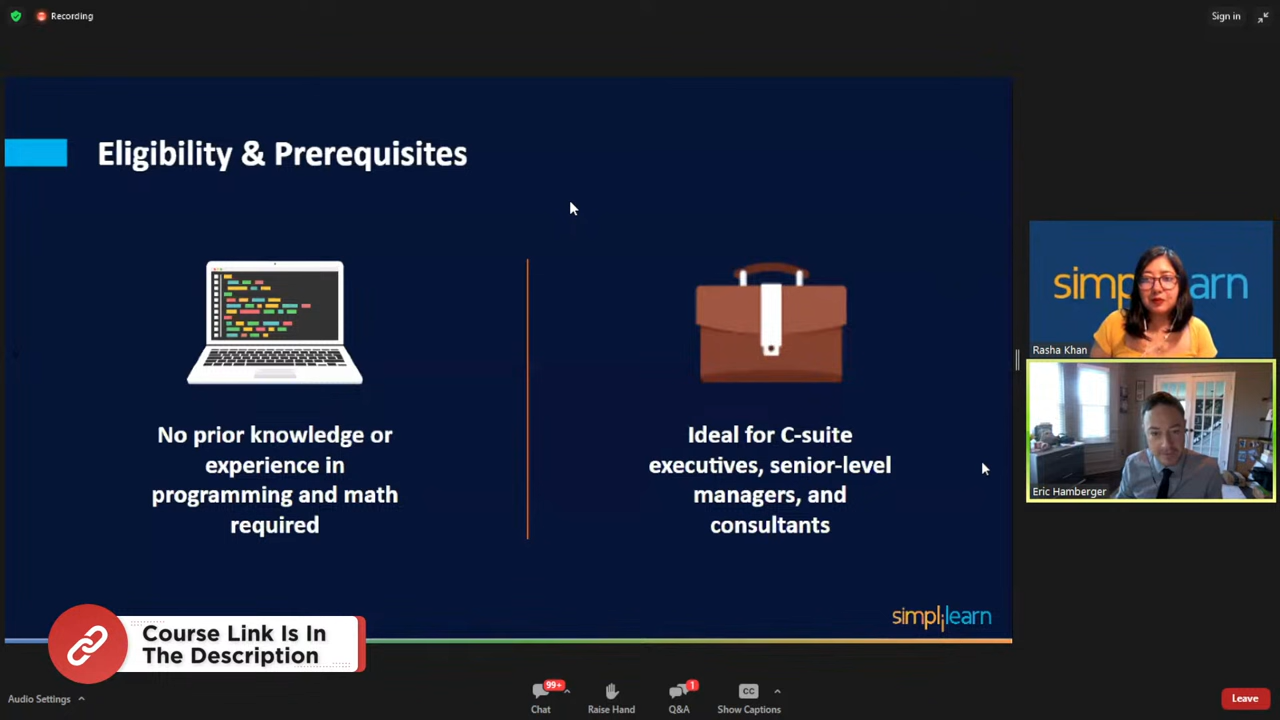 Recording
Sign in
Eligibility & Prerequisites
No prior knowledge or
experience in
programming and math
required
Ideal for C-suite
executives, senior-level
managers, and
consultants
simplilearn
simpl earn
Rasha Khan
Eric Hamberger
Course Link Is In
The Description
Audio Settings
99+
Chat
Raise Hand
1
Q&A
CC
Show Captions
Leave